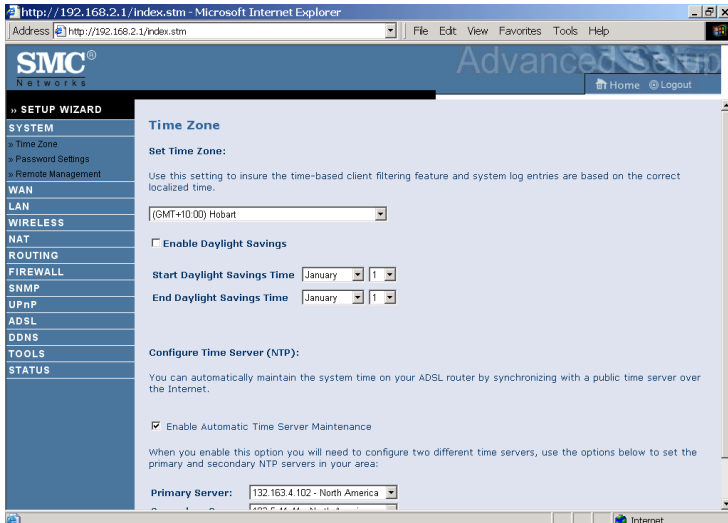 http://192.168.2.1/index.stm - Microsoft Internet Explorer
Address http://192.168.2.1/index.stm File Edit View Favorites Tools Help
SMC®
Networks
Advanced Setup
Home Logout
» SETUP WIZARD
SYSTEM
» Time Zone
» Password Settings
» Remote Management
WAN
LAN
WIRELESS
NAT
ROUTING
FIREWALL
SNMP
UPnP
ADSL
DDNS
TOOLS
STATUS
Time Zone
Set Time Zone:
Use this setting to insure the time-based client filtering feature and system log entries are based on the correct
localized time.
(GMT+10:00) Hobart
Enable Daylight Savings
Start Daylight Savings Time January 1
End Daylight Savings Time January 1
Configure Time Server (NTP):
You can automatically maintain the system time on your ADSL router by synchronizing with a public time server over
the Internet.
Enable Automatic Time Server Maintenance
When you enable this option you will need to configure two different time servers, use the options below to set the
primary and secondary NTP servers in your area:
Primary Server: 132.163.4.102 - North America
Internet